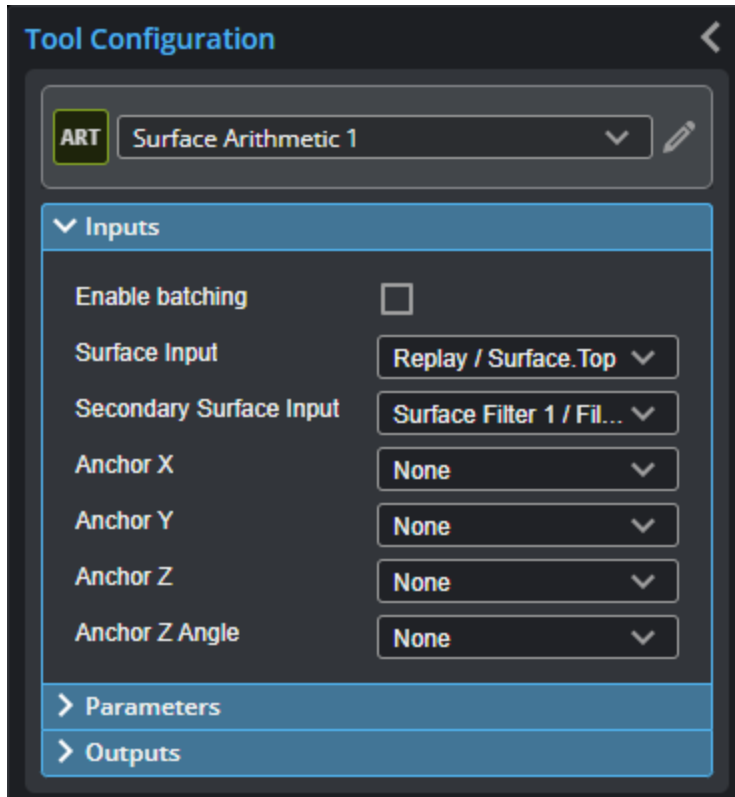 Tool Configuration
ART Surface Arithmetic 1
Inputs
Enable batching
Surface Input Replay / Surface.Top
Secondary Surface Input Surface Filter 1 / Fil...
Anchor X None
Anchor Y None
Anchor Z None
Anchor Z Angle None
Parameters
Outputs